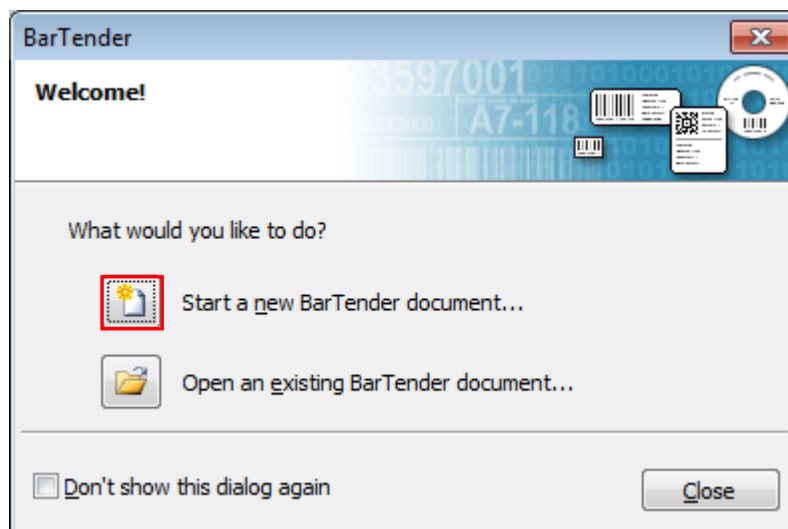 BarTender
Welcome!
3597001
A7-118
What would you like to do?
Start a new BarTender document...
Open an existing BarTender document...
Don't show this dialog again
Close